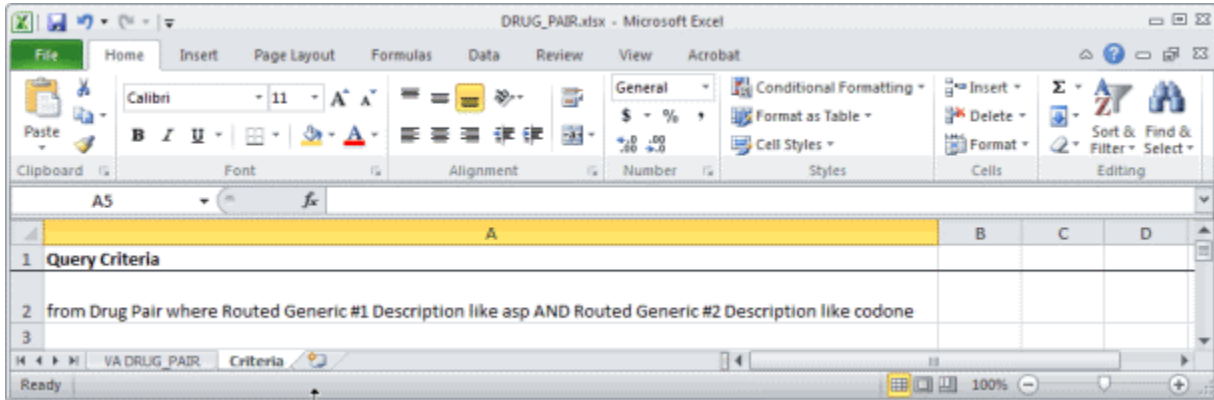 DRUG_PAIR.xlsx - Microsoft Excel
File Home Insert Page Layout Formulas Data Review View Acrobat
Calibri 11 A A General Conditional Formatting Insert Σ
Paste B I U A $ % , Format as Table Delete Sort & Find &
.00 .00 Cell Styles Format Filter Select
Clipboard Font Alignment Number Styles Cells Editing
A5 fx
A B C D
1 Query Criteria
2 from Drug Pair where Routed Generic #1 Description like asp AND Routed Generic #2 Description like codone
3
VA DRUG_PAIR Criteria
Ready 100%